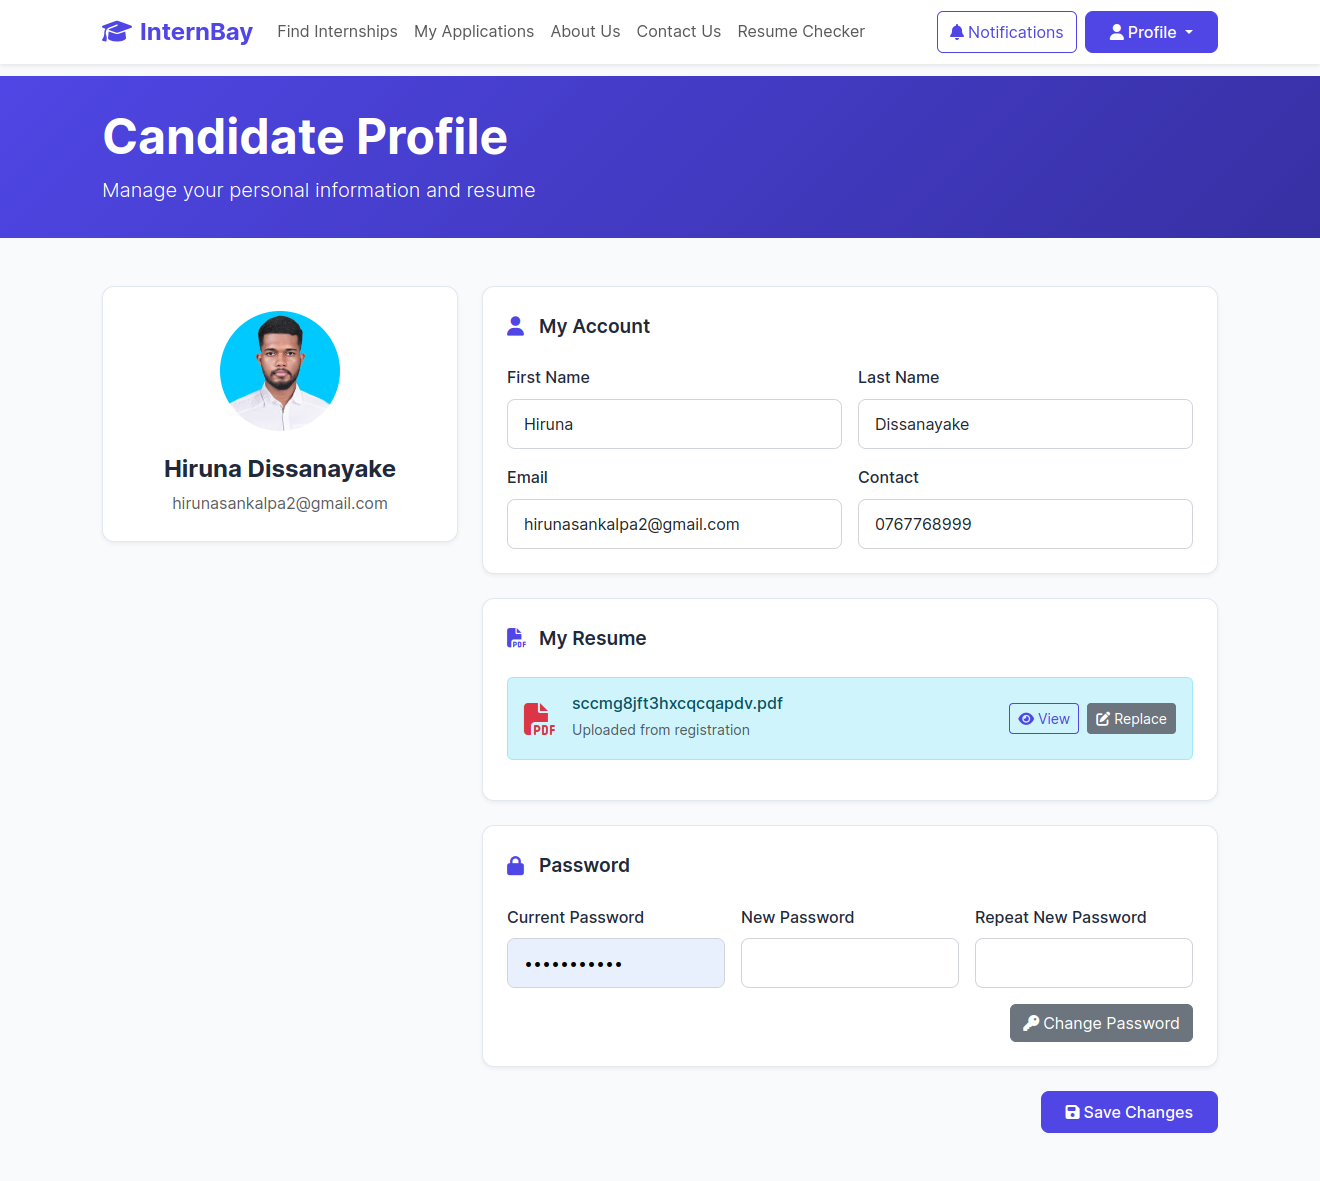 InternBay Find Internships My Applications About Us Contact Us Resume Checker Notifications Profile
Candidate Profile
Manage your personal information and resume
Hiruna Dissanayake
hirunasankalpa2@gmail.com
My Account
First Name Last Name
Hiruna Dissanayake
Email Contact
hirunasankalpa2@gmail.com 0767768999
PDF My Resume
PDF
sccmg8jft3hxcqcqapdv.pdf
Uploaded from registration
View Replace
Password
Current Password New Password Repeat New Password
•••••••••••
Change Password
Save Changes